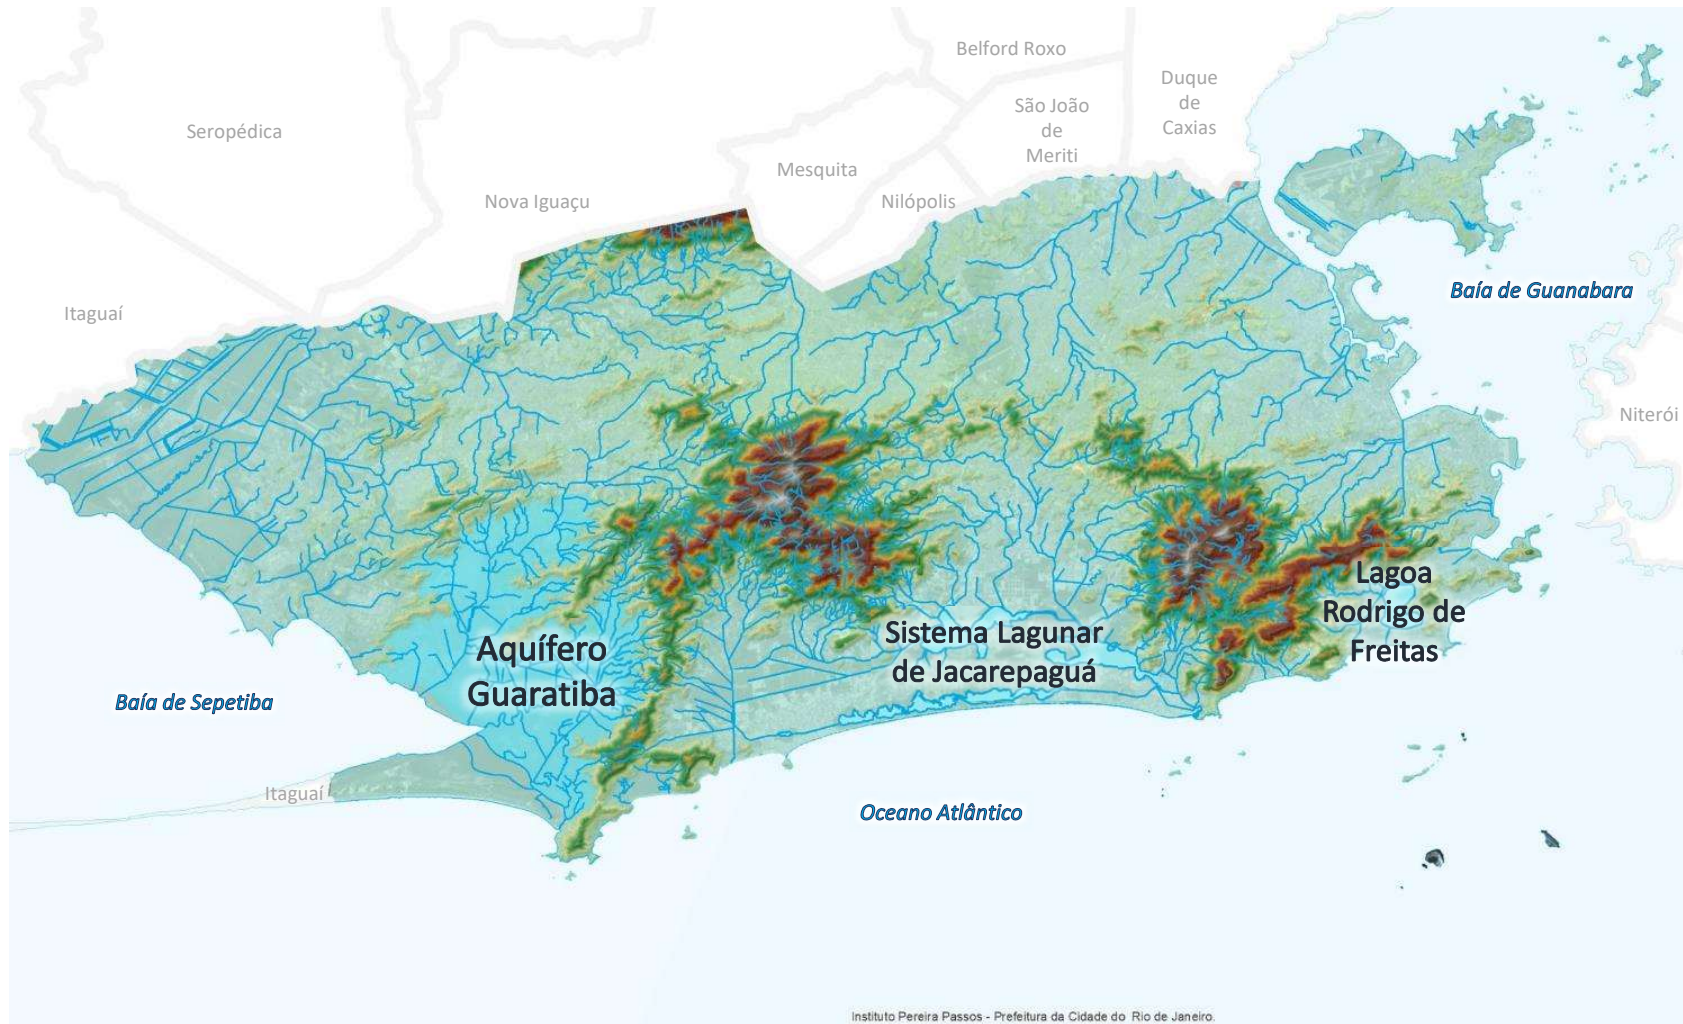 Belford Roxo
Duque
de
Caxias
São João
de
Meriti
Seropédica
Mesquita
Nova Iguaçu
Nilópolis
Baía de Guanabara
Itaguaí
Niterói
Lagoa
Rodrigo de
Freitas
Sistema Lagunar
de Jacarepaguá
Aquífero
Guaratiba
Baía de Sepetiba
Itaguaí
Oceano Atlântico
Instituto Pereira Passos - Prefeitura da Cidade do Rio de Janeiro.